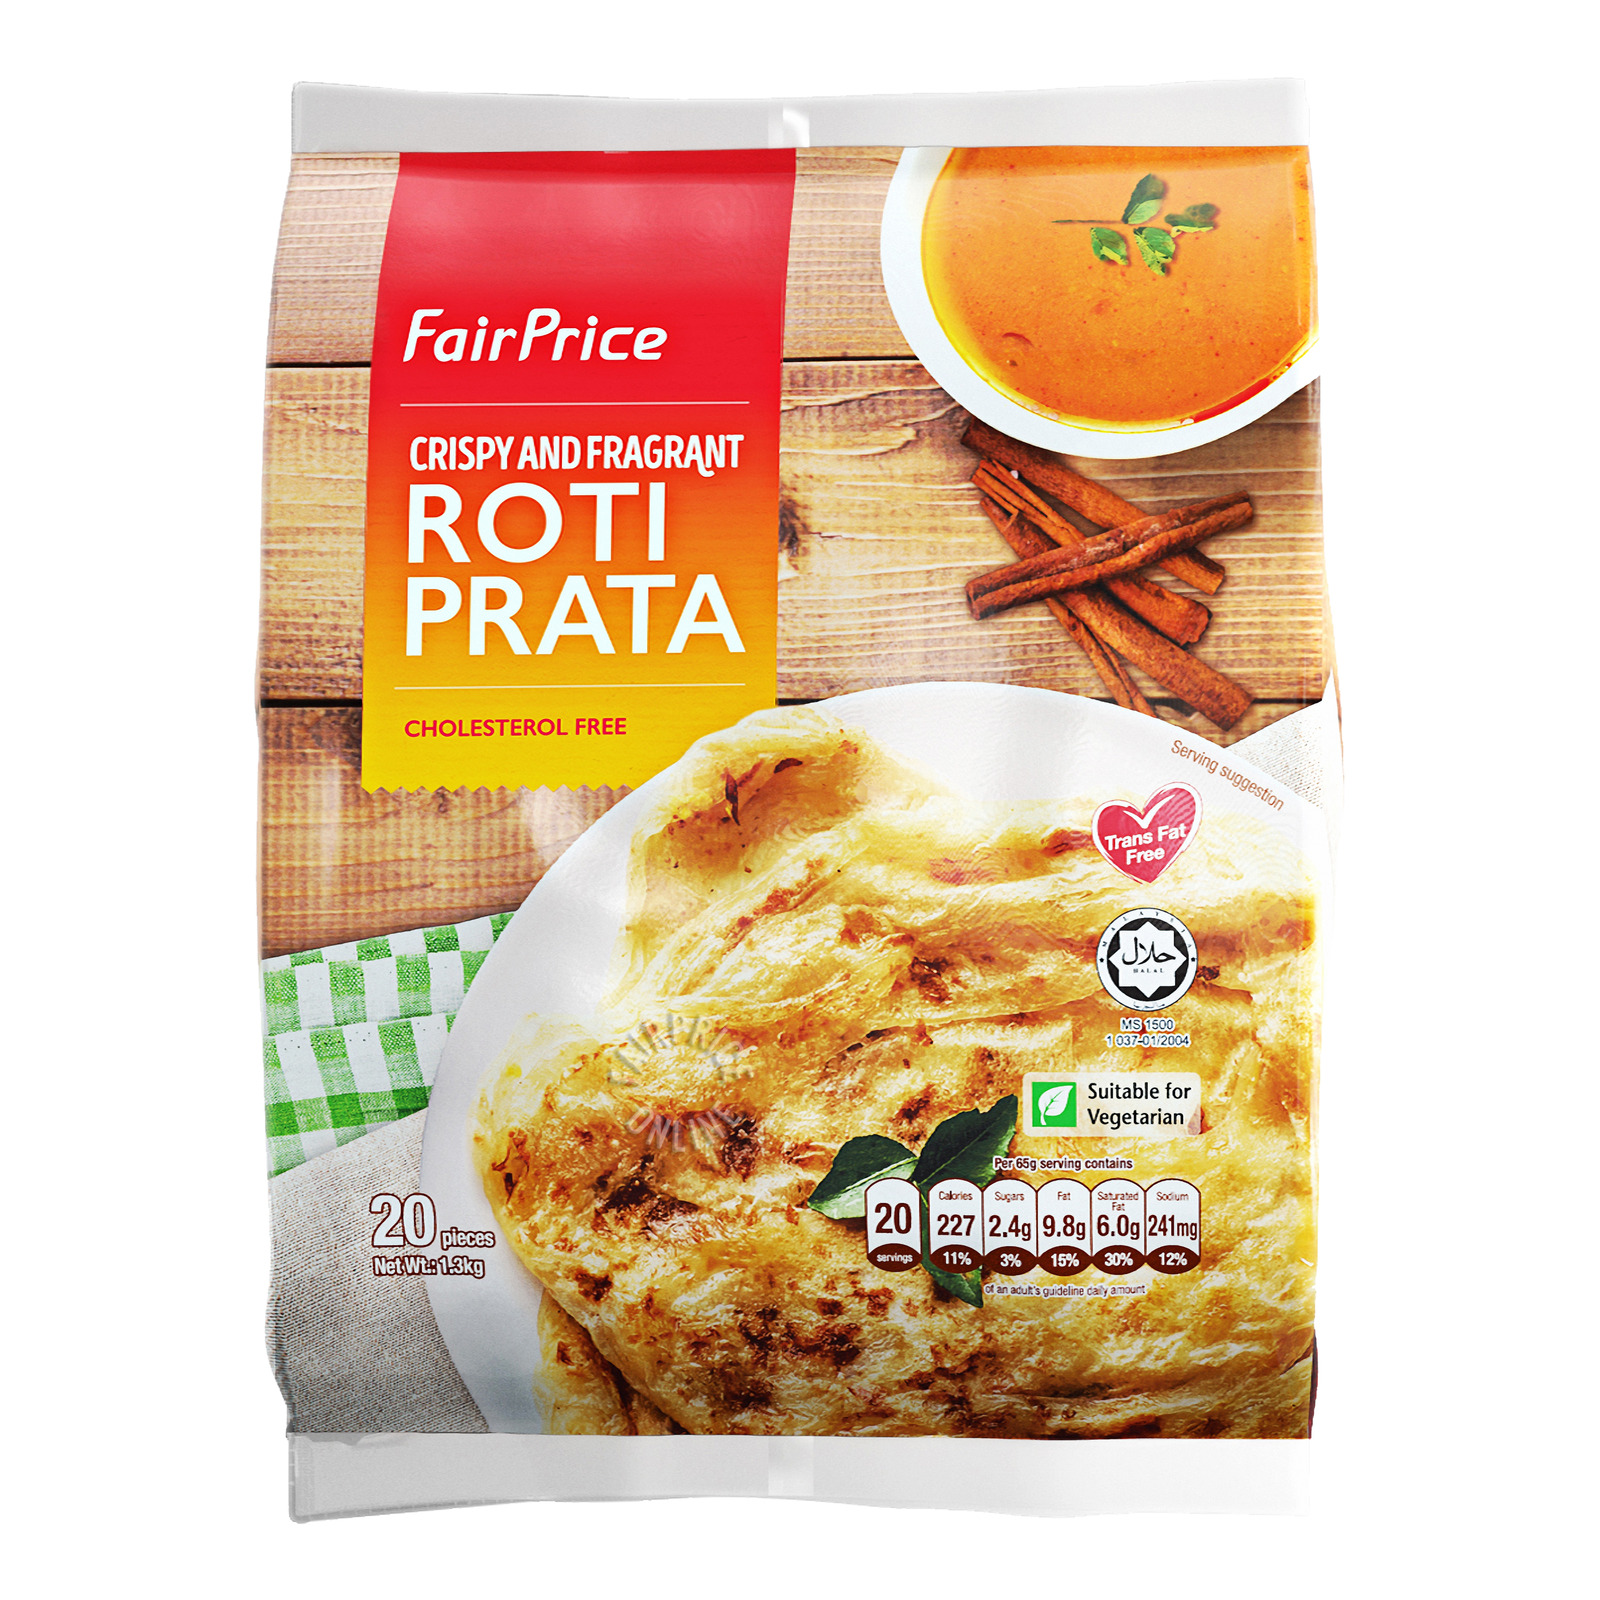 FairPrice
CRISPY AND FRAGRANT
ROTI
PRATA
CHOLESTEROL FREE
Serving suggestion
Trans Fat
Free
MALAYSIA
حلال
HALAL
MS 1500
1 037-01/2004
Suitable for
Vegetarian
FAIRPRICE
ONLINE
Per 65g serving contains
20 servings
Calories 227 11%
Sugars 2.4g 3%
Fat 9.8g 15%
Saturated Fat 6.0g 30%
Sodium 241mg 12%
of an adult's guideline daily amount
20 pieces
Net Wt.: 1.3kg